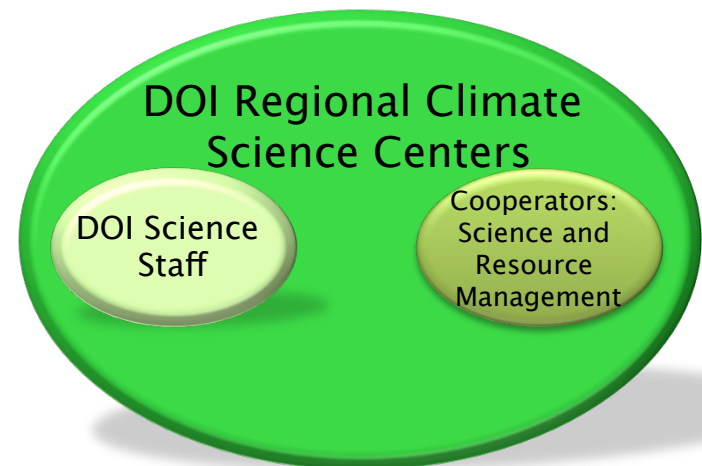 DOI Regional Climate
Science Centers
DOI Science
Staff
Cooperators:
Science and
Resource
Management